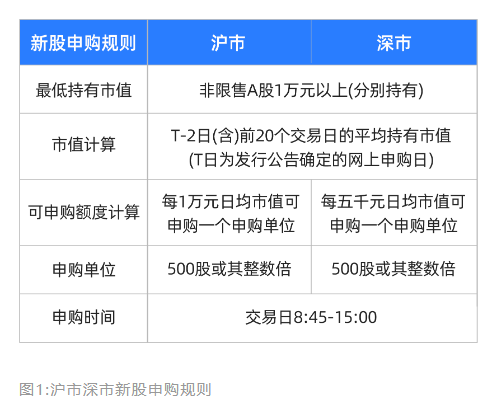 新股申购规则 沪市 深市
最低持有市值 非限售A股1万元以上(分别持有)
市值计算 T-2日(含)前20个交易日的平均持有市值
(T日为发行公告确定的网上申购日)
可申购额度计算 每1万元日均市值可 每五千元日均市值可
申购一个申购单位 申购一个申购单位
申购单位 500股或其整数倍 500股或其整数倍
申购时间 交易日8:45-15:00
图1:沪市深市新股申购规则